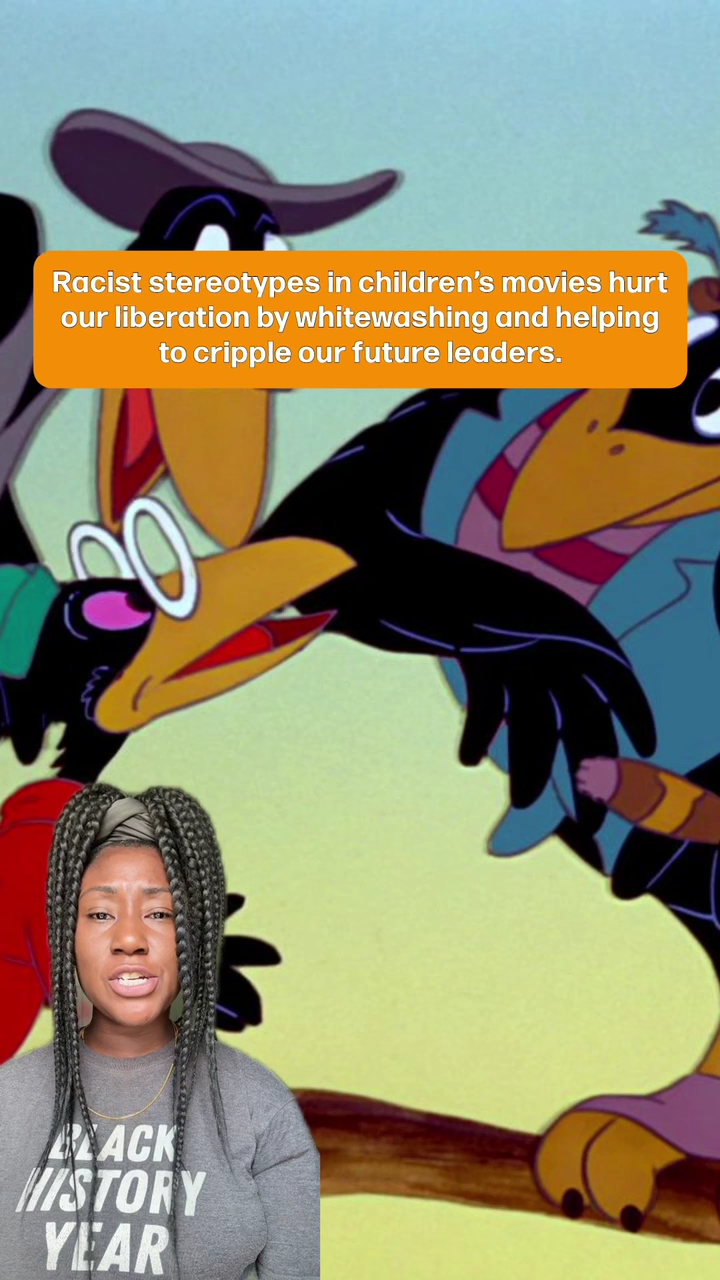 Racist stereotypes in children’s movies hurt
our liberation by whitewashing and helping
to cripple our future leaders.
BLACK
HISTORY
YEAR